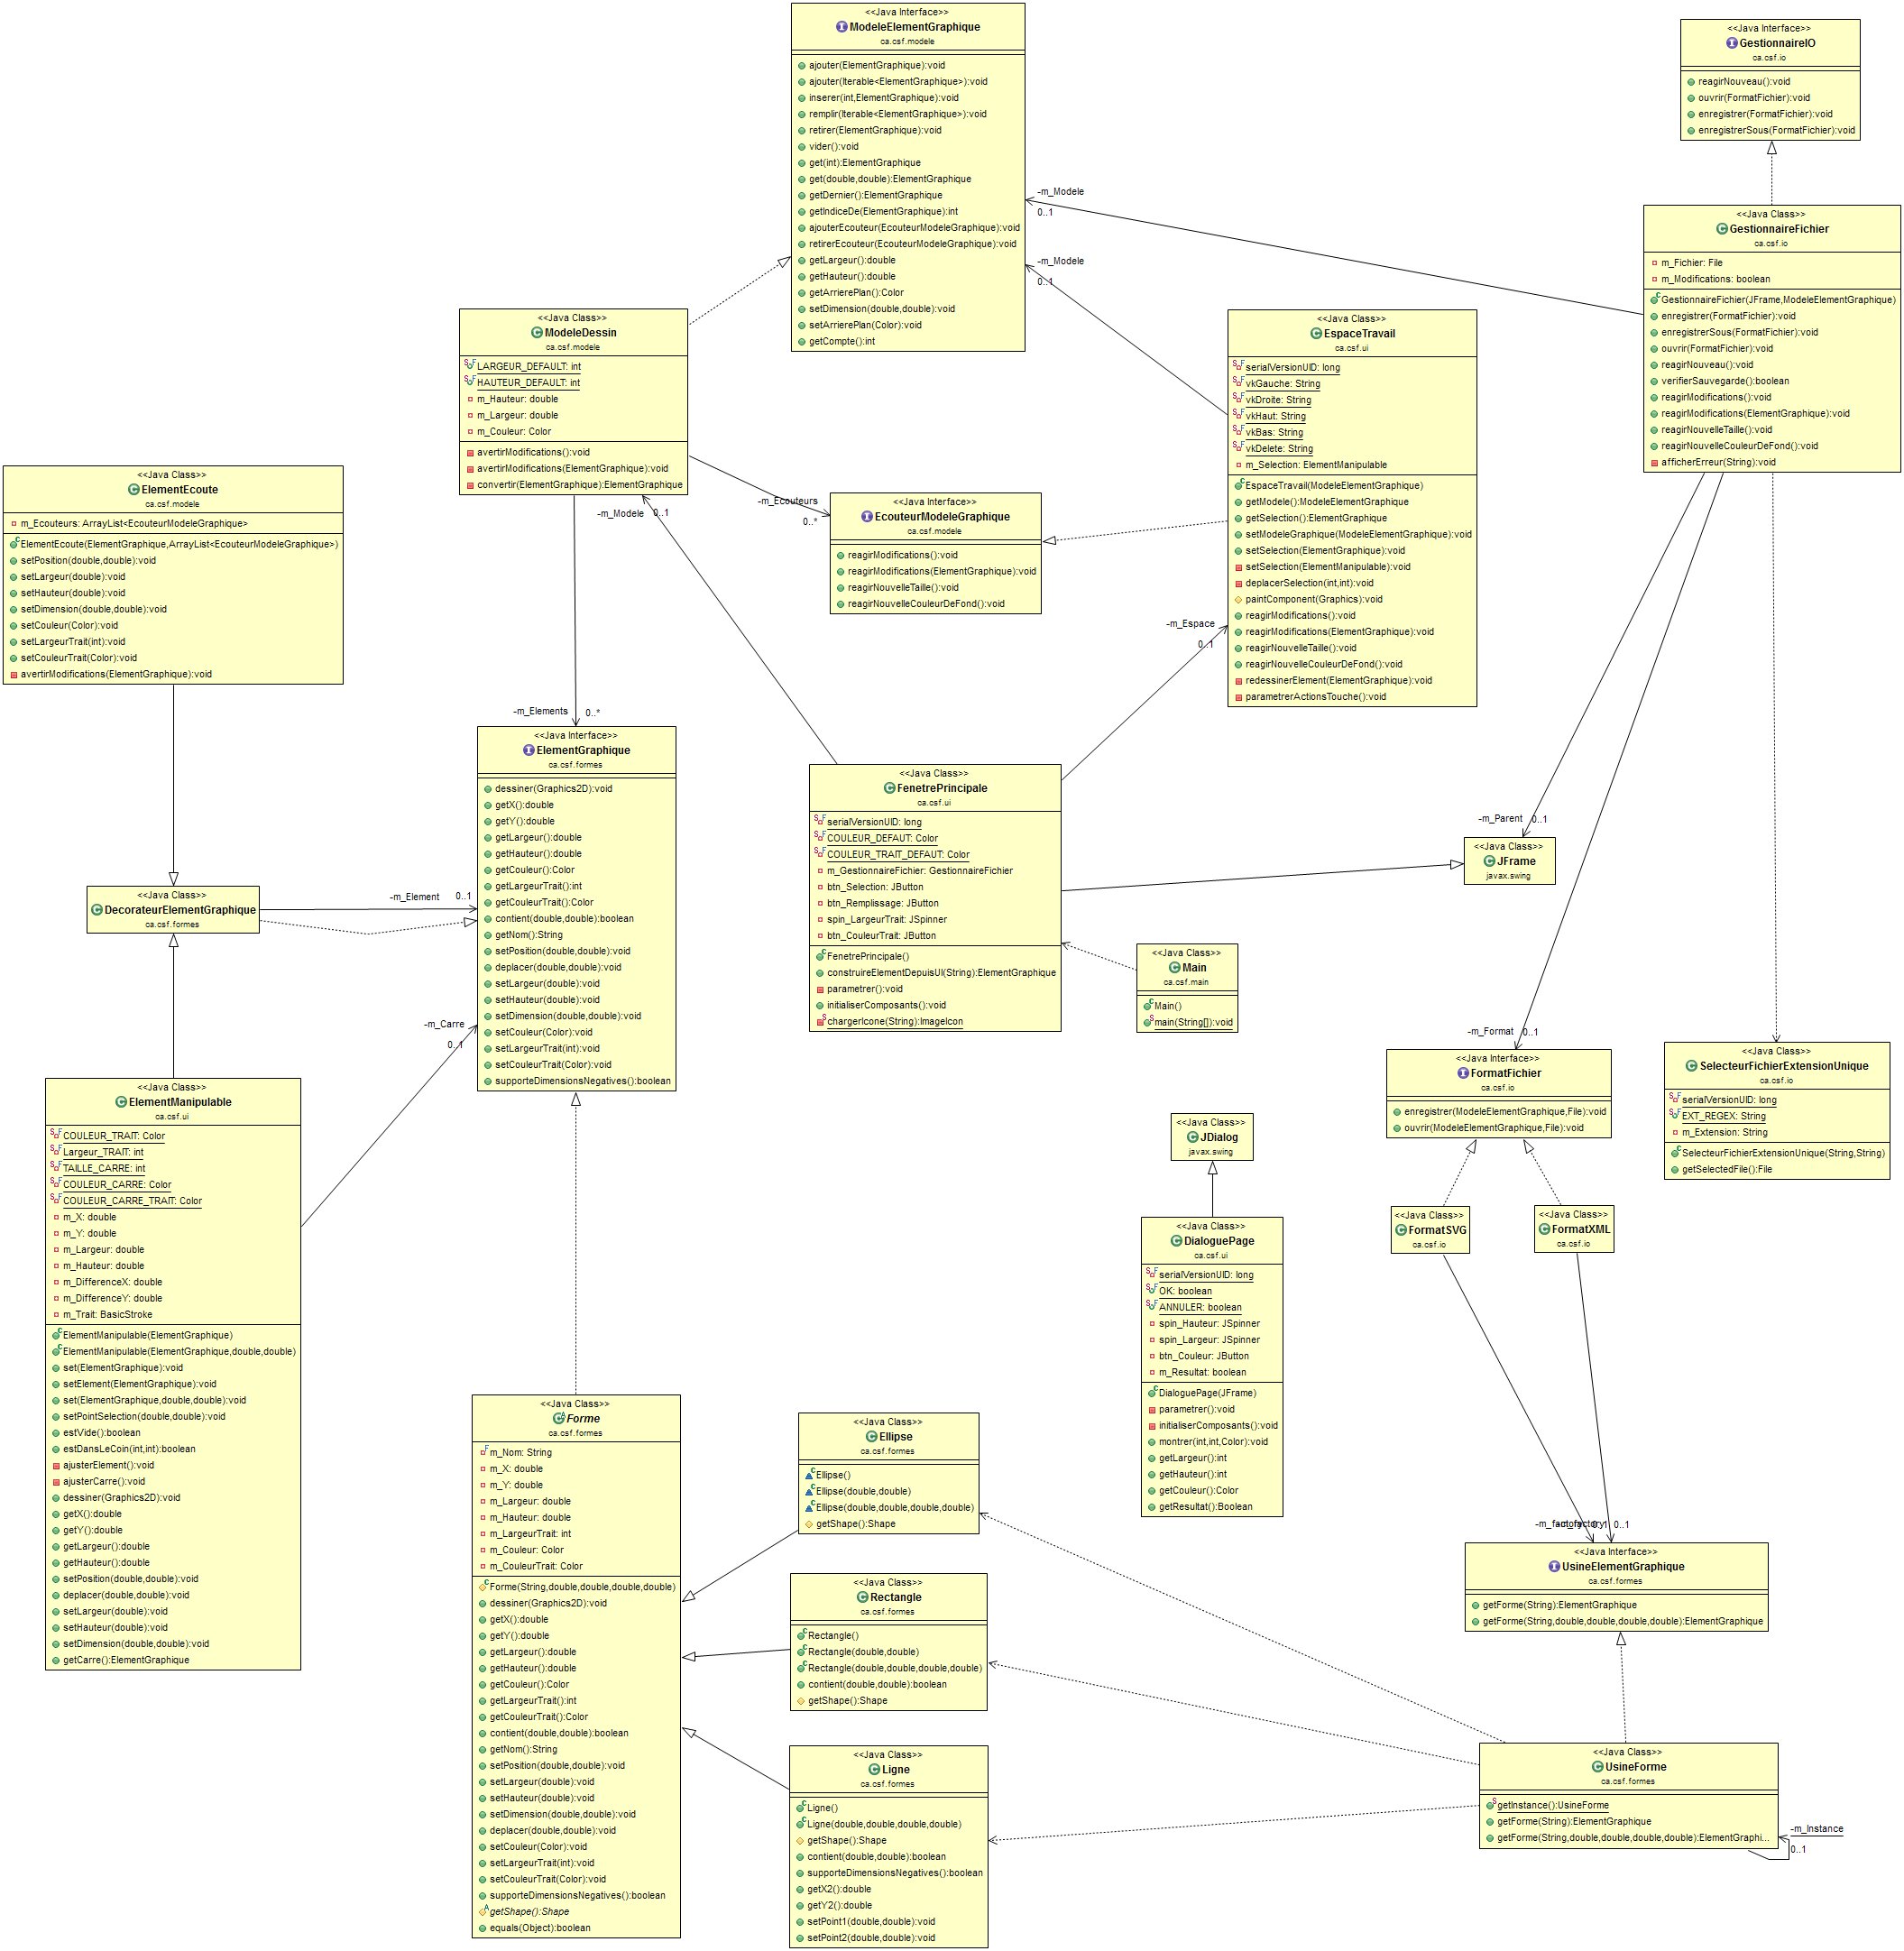 <<Java Interface>>
ModeleElementGraphique
ca.csf.modele
ajouter(ElementGraphique):void
ajouter(Iterable<ElementGraphique>):void
inserer(int,ElementGraphique):void
remplir(Iterable<ElementGraphique>):void
retirer(ElementGraphique):void
vider():void
get(int):ElementGraphique
get(double,double):ElementGraphique
getDernier():ElementGraphique
getIndiceDe(ElementGraphique):int
ajouterEcouteur(EcouteurModeleGraphique):void
retirerEcouteur(EcouteurModeleGraphique):void
getLargeur():double
getHauteur():double
getArrierePlan():Color
setDimension(double,double):void
setArrierePlan(Color):void
getCompte():int
<<Java Interface>>
GestionnaireIO
ca.csf.io
reagirNouveau():void
ouvrir(FormatFichier):void
enregistrer(FormatFichier):void
enregistrerSous(FormatFichier):void
-m_Modele
0..1
-m_Modele
0..1
<<Java Class>>
GestionnaireFichier
ca.csf.io
m_Fichier: File
m_Modifications: boolean
GestionnaireFichier(JFrame,ModeleElementGraphique)
enregistrer(FormatFichier):void
enregistrerSous(FormatFichier):void
ouvrir(FormatFichier):void
reagirNouveau():void
verifierSauvegarde():boolean
reagirModifications():void
reagirModifications(ElementGraphique):void
reagirNouvelleTaille():void
reagirNouvelleCouleurDeFond():void
afficherErreur(String):void
<<Java Class>>
ModeleDessin
ca.csf.modele
LARGEUR_DEFAULT: int
HAUTEUR_DEFAULT: int
m_Hauteur: double
m_Largeur: double
m_Couleur: Color
avertirModifications():void
avertirModifications(ElementGraphique):void
convertir(ElementGraphique):ElementGraphique
<<Java Class>>
EspaceTravail
ca.csf.ui
serialVersionUID: long
vkGauche: String
vkDroite: String
vkHaut: String
vkBas: String
vkDelete: String
m_Selection: ElementManipulable
EspaceTravail(ModeleElementGraphique)
getModele():ModeleElementGraphique
getSelection():ElementGraphique
setModeleGraphique(ModeleElementGraphique):void
setSelection(ElementGraphique):void
setSelection(ElementManipulable):void
deplacerSelection(int,int):void
paintComponent(Graphics):void
reagirModifications():void
reagirModifications(ElementGraphique):void
reagirNouvelleTaille():void
reagirNouvelleCouleurDeFond():void
redessinerElement(ElementGraphique):void
parametrerActionsTouche():void
<<Java Class>>
ElementEcoute
ca.csf.modele
m_Ecouteurs: ArrayList<EcouteurModeleGraphique>
ElementEcoute(ElementGraphique,ArrayList<EcouteurModeleGraphique>)
setPosition(double,double):void
setLargeur(double):void
setHauteur(double):void
setDimension(double,double):void
setCouleur(Color):void
setLargeurTrait(int):void
setCouleurTrait(Color):void
avertirModifications(ElementGraphique):void
-m_Modele
0..1
-m_Ecouteurs
0..*
<<Java Interface>>
EcouteurModeleGraphique
ca.csf.modele
reagirModifications():void
reagirModifications(ElementGraphique):void
reagirNouvelleTaille():void
reagirNouvelleCouleurDeFond():void
-m_Espace
0..1
-m_Elements
0..*
<<Java Interface>>
ElementGraphique
ca.csf.formes
dessiner(Graphics2D):void
getX():double
getY():double
getLargeur():double
getHauteur():double
getCouleur():Color
getLargeurTrait():int
getCouleurTrait():Color
contient(double,double):boolean
getNom():String
setPosition(double,double):void
deplacer(double,double):void
setLargeur(double):void
setHauteur(double):void
setDimension(double,double):void
setCouleur(Color):void
setLargeurTrait(int):void
setCouleurTrait(Color):void
supporteDimensionsNegatives():boolean
<<Java Class>>
FenetrePrincipale
ca.csf.ui
serialVersionUID: long
COULEUR_DEFAUT: Color
COULEUR_TRAIT_DEFAUT: Color
m_GestionnaireFichier: GestionnaireFichier
btn_Selection: JButton
btn_Remplissage: JButton
spin_LargeurTrait: JSpinner
btn_CouleurTrait: JButton
FenetrePrincipale()
construireElementDepuisUI(String):ElementGraphique
parametrer():void
initialiserComposants():void
chargerIcone(String):ImageIcon
-m_Parent
0..1
<<Java Class>>
JFrame
javax.swing
<<Java Class>>
DecorateurElementGraphique
ca.csf.formes
-m_Element
0..1
<<Java Class>>
Main
ca.csf.main
Main()
main(String[]):void
-m_Carre
0..1
-m_Format
0..1
<<Java Interface>>
FormatFichier
ca.csf.io
enregistrer(ModeleElementGraphique,File):void
ouvrir(ModeleElementGraphique,File):void
<<Java Class>>
SelecteurFichierExtensionUnique
ca.csf.io
serialVersionUID: long
EXT_REGEX: String
m_Extension: String
SelecteurFichierExtensionUnique(String,String)
getSelectedFile():File
<<Java Class>>
ElementManipulable
ca.csf.ui
COULEUR_TRAIT: Color
Largeur_TRAIT: int
TAILLE_CARRE: int
COULEUR_CARRE: Color
COULEUR_CARRE_TRAIT: Color
m_X: double
m_Y: double
m_Largeur: double
m_Hauteur: double
m_DifferenceX: double
m_DifferenceY: double
m_Trait: BasicStroke
ElementManipulable(ElementGraphique)
ElementManipulable(ElementGraphique,double,double)
set(ElementGraphique):void
setElement(ElementGraphique):void
set(ElementGraphique,double,double):void
setPointSelection(double,double):void
estVide():boolean
estDansLeCoin(int,int):boolean
ajusterElement():void
ajusterCarre():void
dessiner(Graphics2D):void
getX():double
getY():double
getLargeur():double
getHauteur():double
setPosition(double,double):void
deplacer(double,double):void
setLargeur(double):void
setHauteur(double):void
setDimension(double,double):void
getCarre():ElementGraphique
<<Java Class>>
JDialog
javax.swing
<<Java Class>>
DialoguePage
ca.csf.ui
serialVersionUID: long
OK: boolean
ANNULER: boolean
spin_Hauteur: JSpinner
spin_Largeur: JSpinner
btn_Couleur: JButton
m_Resultat: boolean
DialoguePage(JFrame)
parametrer():void
initialiserComposants():void
montrer(int,int,Color):void
getLargeur():int
getHauteur():int
getCouleur():Color
getResultat():Boolean
<<Java Class>>
FormatSVG
ca.csf.io
<<Java Class>>
FormatXML
ca.csf.io
<<Java Class>>
Forme
ca.csf.formes
m_Nom: String
m_X: double
m_Y: double
m_Largeur: double
m_Hauteur: double
m_LargeurTrait: int
m_Couleur: Color
m_CouleurTrait: Color
Forme(String,double,double,double,double)
dessiner(Graphics2D):void
getX():double
getY():double
getLargeur():double
getHauteur():double
getCouleur():Color
getLargeurTrait():int
getCouleurTrait():Color
contient(double,double):boolean
getNom():String
setPosition(double,double):void
setLargeur(double):void
setHauteur(double):void
setDimension(double,double):void
deplacer(double,double):void
setCouleur(Color):void
setLargeurTrait(int):void
setCouleurTrait(Color):void
supporteDimensionsNegatives():boolean
getShape():Shape
equals(Object):boolean
<<Java Class>>
Ellipse
ca.csf.formes
Ellipse()
Ellipse(double,double)
Ellipse(double,double,double,double)
getShape():Shape
0..1
<<Java Interface>>
UsineElementGraphique
ca.csf.formes
getForme(String):ElementGraphique
getForme(String,double,double,double,double):ElementGraphique
<<Java Class>>
Rectangle
ca.csf.formes
Rectangle()
Rectangle(double,double)
Rectangle(double,double,double,double)
contient(double,double):boolean
getShape():Shape
<<Java Class>>
Ligne
ca.csf.formes
Ligne()
Ligne(double,double,double,double)
getShape():Shape
contient(double,double):boolean
supporteDimensionsNegatives():boolean
getX2():double
getY2():double
setPoint1(double,double):void
setPoint2(double,double):void
<<Java Class>>
UsineForme
ca.csf.formes
getInstance():UsineForme
getForme(String):ElementGraphique
getForme(String,double,double,double,double):ElementGraphi...
-m_Instance
0..1